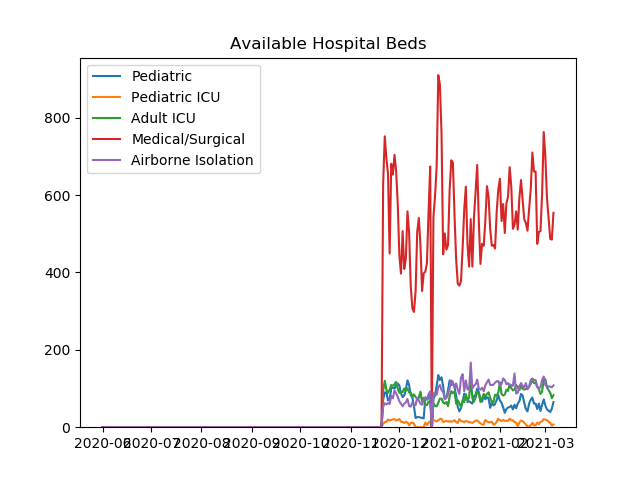 Available Hospital Beds
Pediatric
Pediatric ICU
Adult ICU
Medical/Surgical
Airborne Isolation
800
600
400
200
0
2020-06 2020-07 2020-08 2020-09 2020-10 2020-11 2020-12 2021-01 2021-02 2021-03